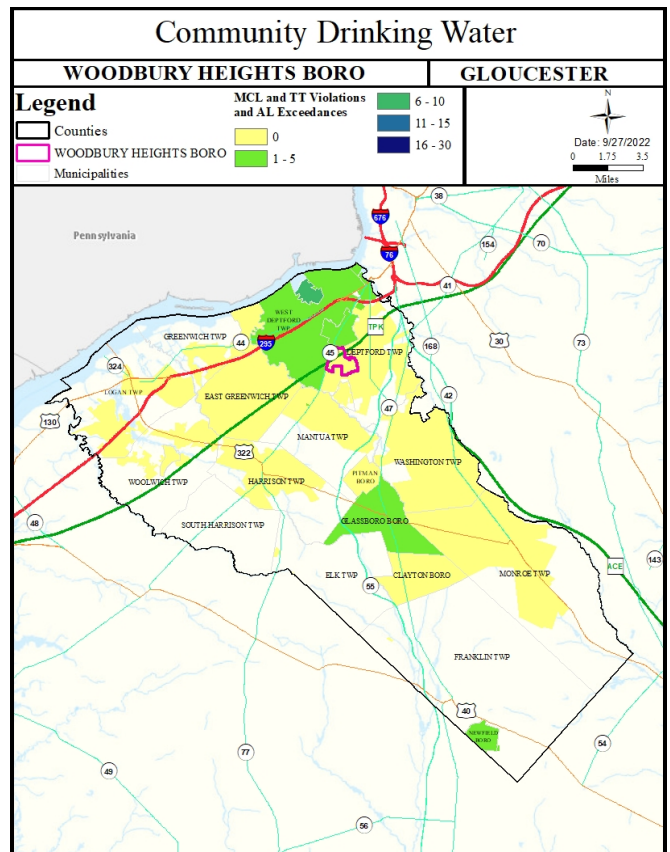 Community Drinking Water
WOODBURY HEIGHTS BORO
GLOUCESTER
Legend
Counties
WOODBURY HEIGHTS BORO
Municipalities
MCL and TT Violations
and AL Exceedances
0
1 - 5
6 - 10
11 - 15
16 - 30
N
Date: 9/27/2022
0 1.75 3.5
Miles
38
676
Pennsylvania
154
70
76
41
WEST
DEPTFORD
TWP
TPK
GREENWICH TWP
44
295
45
DEPTFORD TWP
168
30
73
324
LOGAN TWP
EAST GREENWICH TWP
42
130
47
MANTUA TWP
322
WASHINGTON TWP
PITMAN
BORO
WOOLWICH TWP
HARRISON TWP
48
SOUTH HARRISON TWP
GLASSBORO BORO
143
ACE
ELK TWP
55
CLAYTON BORO
MONROE TWP
FRANKLIN TWP
40
NEWFIELD
BORO
54
77
49
56